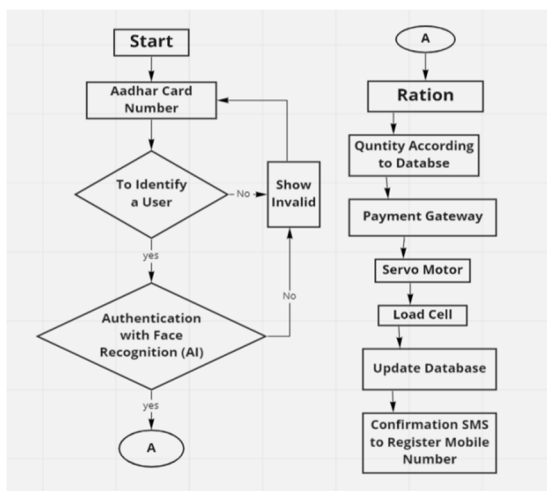 Start
Aadhar Card
Number
To Identify
a User
No
Show
Invalid
yes
Authentication
with Face
Recognition (AI)
No
yes
A
A
Ration
Quntity According
to Databse
Payment Gateway
Servo Motor
Load Cell
Update Database
Confirmation SMS
to Register Mobile
Number